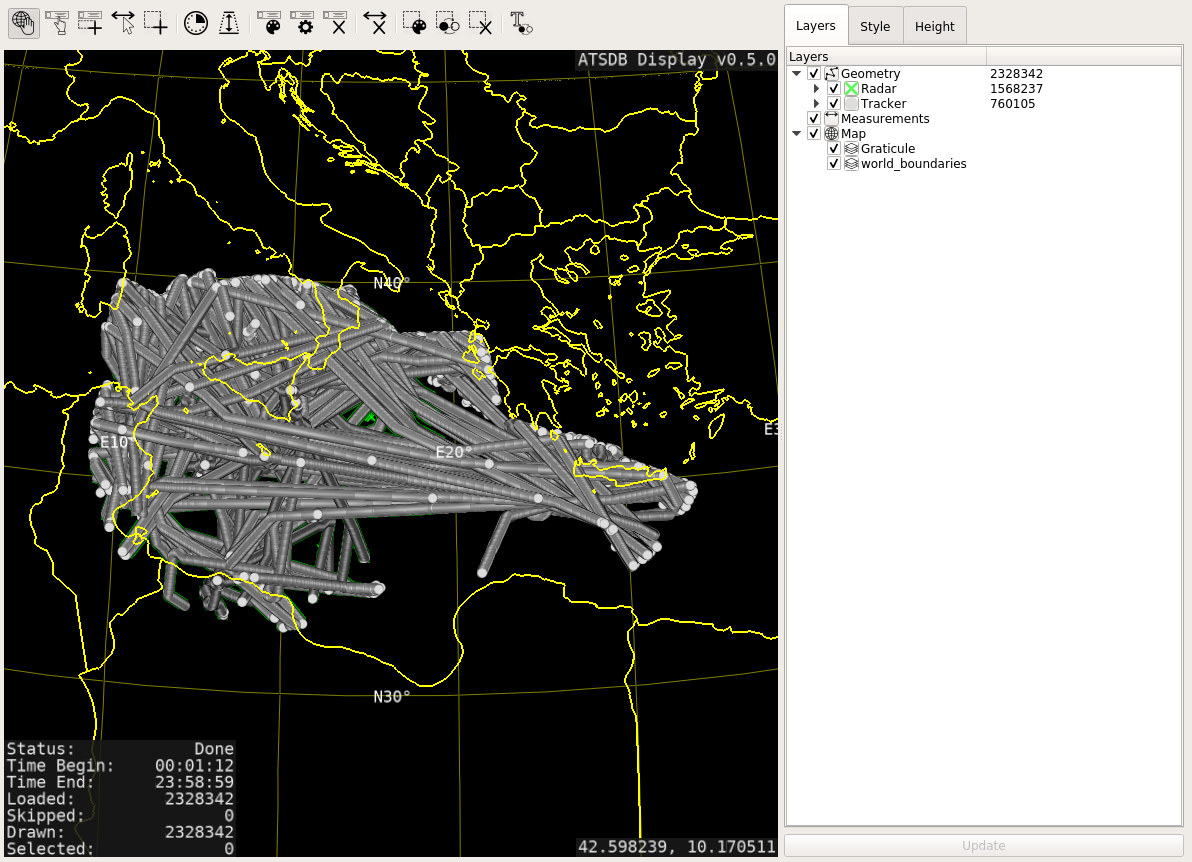 Layers
Style
Height
ATSDB Display v0.5.0
Layers
Geometry 2328342
Radar 1568237
Tracker 760105
Measurements
Map
Graticule
world_boundaries
N40°
E10°
E20°
E3
N30°
Status: Done
Time Begin: 00:01:12
Time End: 23:58:59
Loaded: 2328342
Skipped: 0
Drawn: 2328342
Selected: 0
42.598239, 10.170511
Update